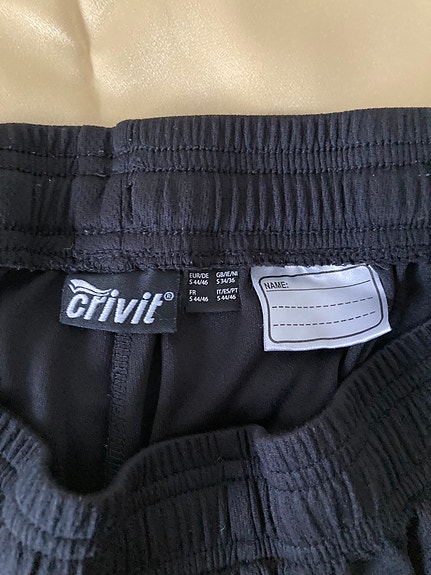 crivit®
EUR/DE
S 44/46
FR
S 44/46
GB/IE/NI
S 34/36
IT/ES/PT
S 44/46
NAME: